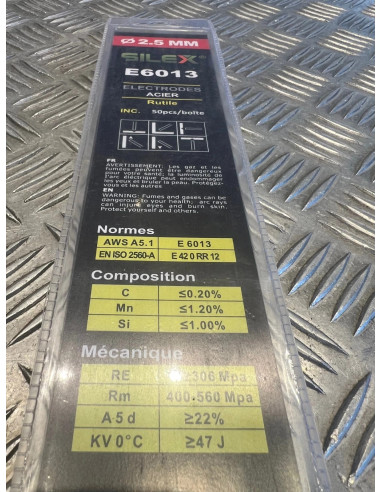 Ø 2.5 MM
SILEX®
E6013
ELECTRODES
ACIER
Rutile
INC. 50pcs/boîte
FR
AVERTISSEMENT: Les gaz et les
fumées peuvent être dangereux
pour votre santé; la luminosité de
l'arc électrique peut endommager
les yeux et bruler la peau. Protégez-
vous et les autres.
EN
WARNING: Fumes and gases can be
dangerous to your health; arc rays
can injury eyes and burn skin.
Protect yourself and others.
Normes
AWS A5.1 E 6013
EN ISO 2560-A E 42 0 RR 12
Composition
C ≤0.20%
Mn ≤1.20%
Si ≤1.00%
Mécanique
RE 306 Mpa
Rm 400-560 Mpa
A 5 d ≥22%
KV 0°C ≥47 J